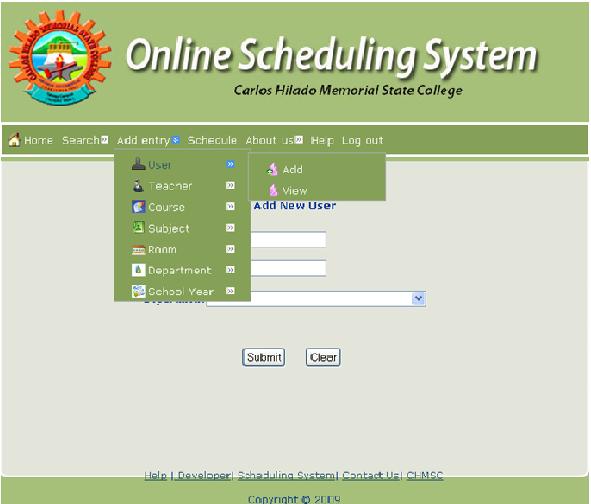 Online Scheduling System
Carlos Hilado Memorial State College
Home Search Add entry Schedule About us Help Log out
User
Add
Teacher
View
Course
Add New User
Subject
Room
Department
School Year
Submit Clear
Help | Developer| Scheduling System| Contact Us| CHMSC
Copyright © 2009